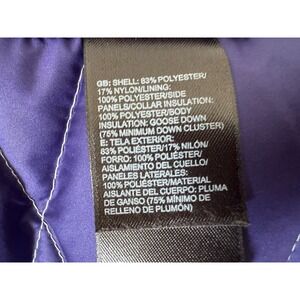 GB: SHELL: 83% POLYESTER/
17% NYLON/LINING:
100% POLYESTER/SIDE
PANELS/COLLAR INSULATION:
100% POLYESTER/BODY
INSULATION: GOOSE DOWN
(75% MINIMUM DOWN CLUSTER)
E: TELA EXTERIOR:
83% POLIÉSTER/17% NILÓN/
FORRO: 100% POLIÉSTER/
AISLAMIENTO DEL CUELLO/
PANELES LATERALES:
100% POLIÉSTER/MATERIAL
AISLANTE DEL CUERPO: PLUMA
DE GANSO (75% MÍNIMO DE
RELLENO DE PLUMÓN)